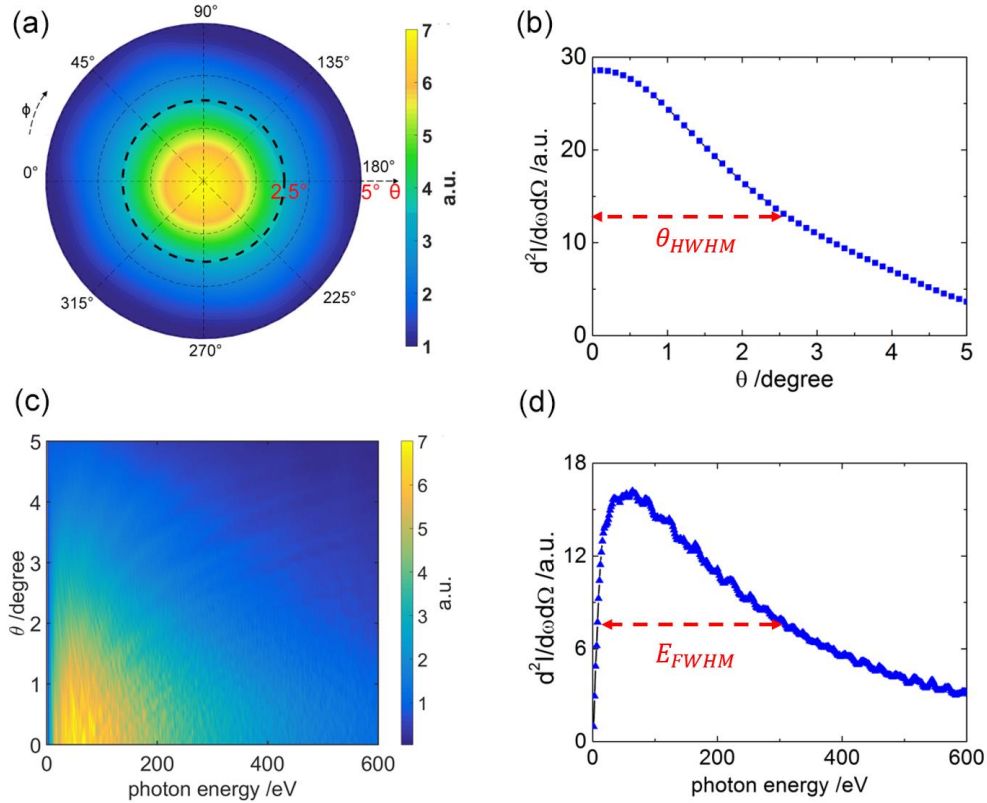 (a)
90°
45°
135°
ϕ
0°
180°
2.5°
5° θ
315°
225°
270°
7
6
5
4
3
2
1
a.u.
(b)
30
20
10
0
d²I/dωdΩ /a.u.
θ_HWHM
0 1 2 3 4 5
θ /degree
(c)
5
4
3
2
1
0
θ /degree
0 200 400 600
photon energy /eV
7
6
5
4
3
2
1
a.u.
(d)
18
12
6
0
d²I/dωdΩ /a.u.
E_FWHM
0 200 400 600
photon energy /eV